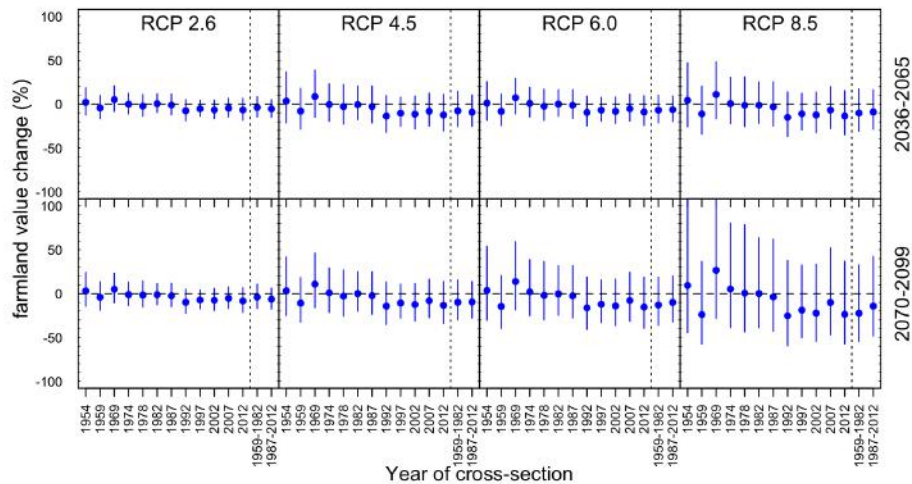 RCP 2.6 RCP 4.5 RCP 6.0 RCP 8.5
farmland value change (%)
100
50
0
-50
-100
2036-2065
100
50
0
-50
-100
2070-2099
1954 1959 1969 1974 1978 1982 1987 1992 1997 2002 2007 2012 1959-1982 1987-2012
1954 1959 1969 1974 1978 1982 1987 1992 1997 2002 2007 2012 1959-1982 1987-2012
1954 1959 1969 1974 1978 1982 1987 1992 1997 2002 2007 2012 1959-1982 1987-2012
1954 1959 1969 1974 1978 1982 1987 1992 1997 2002 2007 2012 1959-1982 1987-2012
Year of cross-section